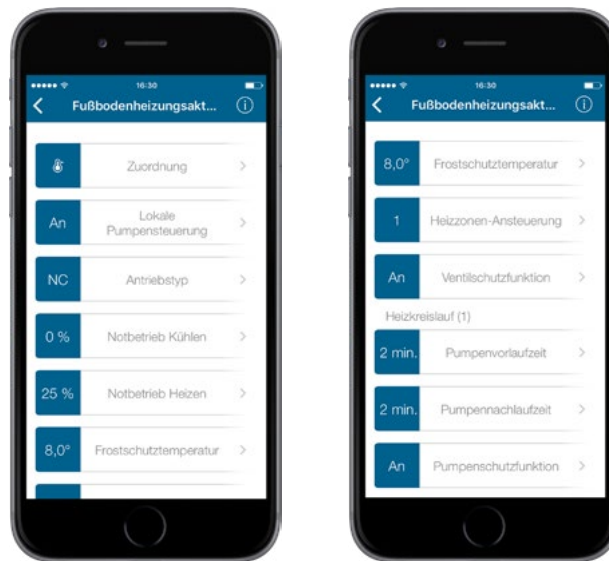 16:30
Fußbodenheizungsakt...
Zuordnung
An
Lokale
Pumpensteuerung
NC
Antriebstyp
0 %
Notbetrieb Kühlen
25 %
Notbetrieb Heizen
8,0°
Frostschutztemperatur
16:30
Fußbodenheizungsakt...
8,0°
Frostschutztemperatur
1
Heizzonen-Ansteuerung
An
Ventilschutzfunktion
Heizkreislauf (1)
2 min.
Pumpenvorlaufzeit
2 min.
Pumpennachlaufzeit
An
Pumpenschutzfunktion